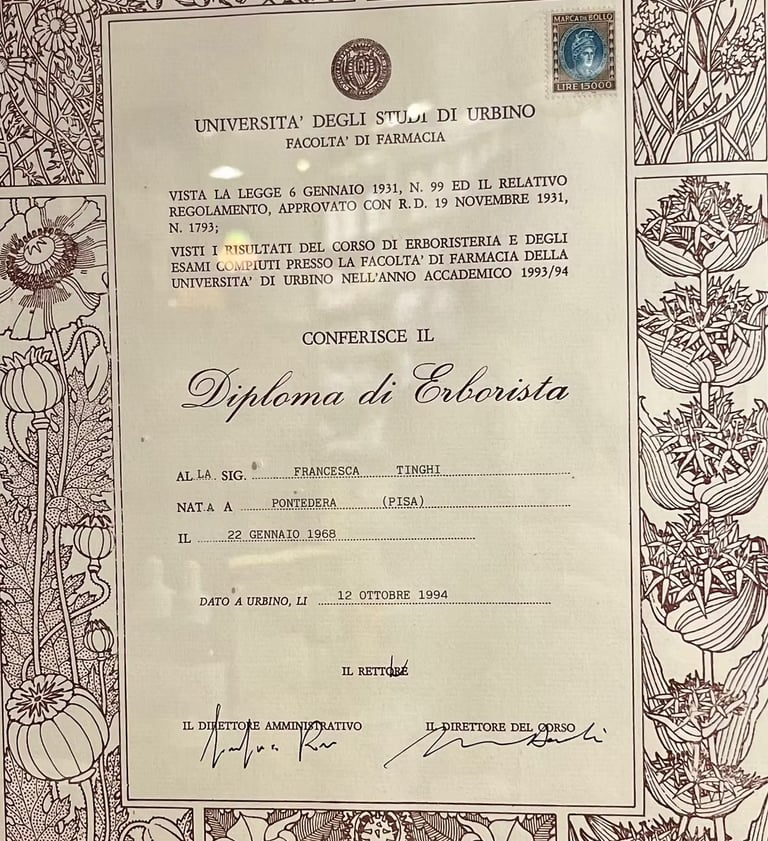 MARCA DA BOLLO
LIRE 15000
UNIVERSITA' DEGLI STUDI DI URBINO
FACOLTA' DI FARMACIA
VISTA LA LEGGE 6 GENNAIO 1931, N. 99 ED IL RELATIVO
REGOLAMENTO, APPROVATO CON R.D. 19 NOVEMBRE 1931,
N. 1793;
VISTI I RISULTATI DEL CORSO DI ERBORISTERIA E DEGLI
ESAMI COMPIUTI PRESSO LA FACOLTA' DI FARMACIA DELLA
UNIVERSITA' DI URBINO NELL'ANNO ACCADEMICO 1993/94
CONFERISCE IL
Diploma di Erborista
AL LA SIG. FRANCESCA TINGHI
NATA A PONTEDERA (PISA)
IL 22 GENNAIO 1968
DATO A URBINO, LI 12 OTTOBRE 1994
IL RETTORE
IL DIRETTORE AMMINISTRATIVO IL DIRETTORE DEL CORSO